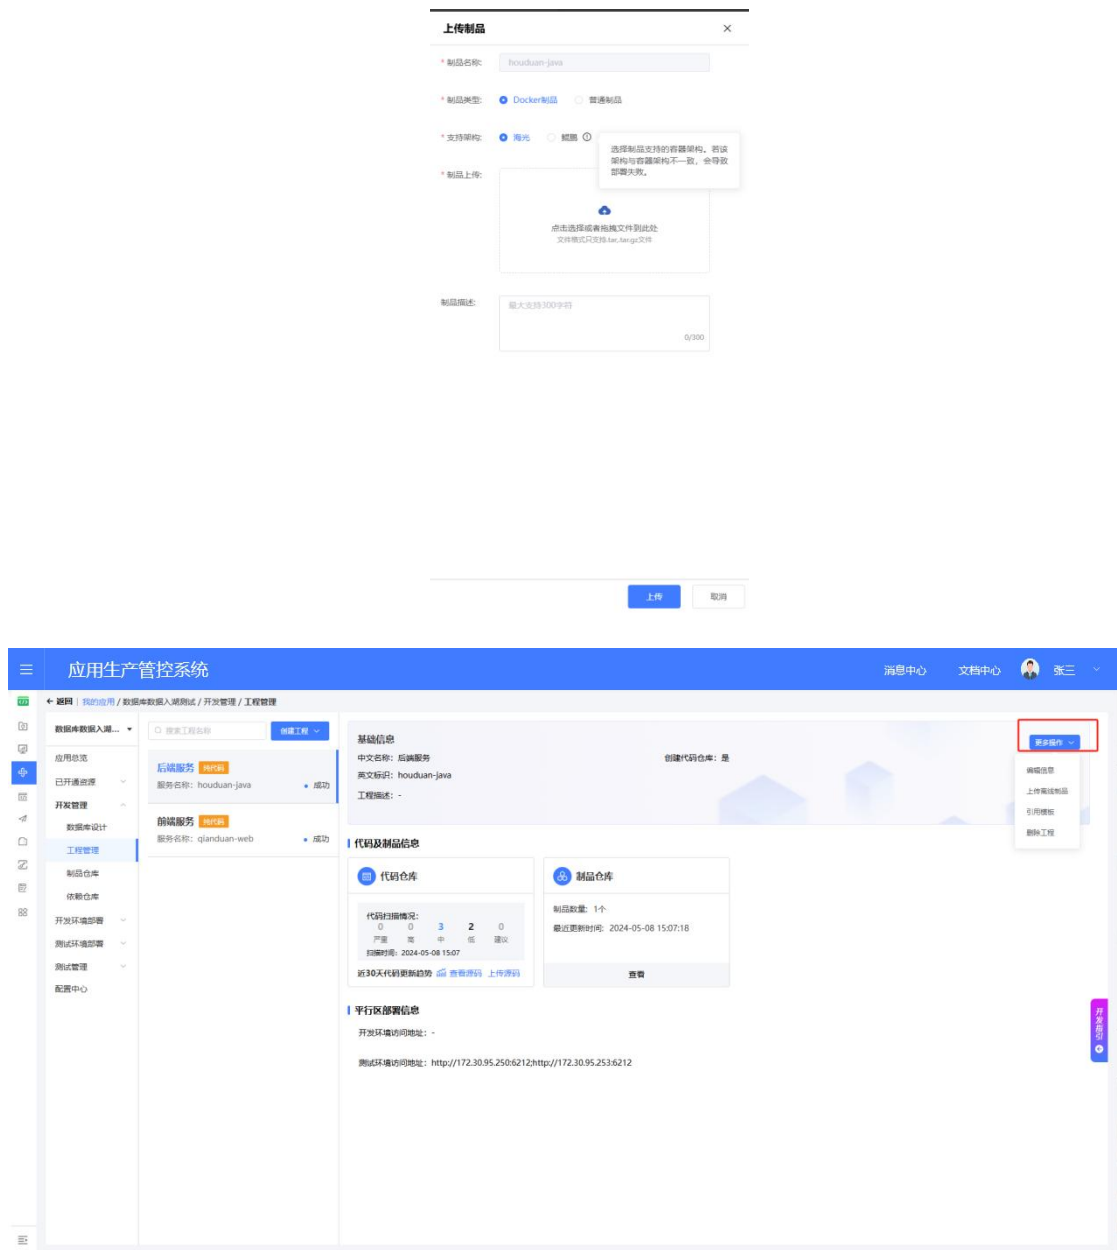 上传制品
* 制品名称: houduan-java
* 制品类型: Docker制品 普通制品
* 支持架构: 海光 鲲鹏
选择制品支持的容器架构。若该
架构与容器架构不一致，会导致
部署失败。
* 制品上传:
点击选择或者拖拽文件到此处
文件格式只支持.tar,.tar.gz文件
制品描述: 最大支持300字符
0/300
上传 取消
应用生产管控系统 消息中心 文档中心 张三
返回 我的应用 / 数据库数据入湖测试 / 开发管理 / 工程管理
数据库数据入湖...
应用总览
已开通资源
开发管理
数据库设计
工程管理
制品仓库
依赖仓库
开发环境部署
测试环境部署
测试管理
配置中心
搜索工程名称 创建工程
后端服务 纯代码
服务名称: houduan-java 成功
前端服务 纯代码
服务名称: qianduan-web 成功
基础信息
中文名称: 后端服务 创建代码仓库: 是
英文标识: houduan-java
工程描述: -
更多操作
编辑信息
上传离线制品
引用模板
删除工程
代码及制品信息
代码仓库
代码扫描情况:
0 0 3 2 0
严重 高 中 低 建议
扫描时间: 2024-05-08 15:07
近30天代码更新趋势 查看源码 上传源码
制品仓库
制品数量: 1个
最近更新时间: 2024-05-08 15:07:18
查看
平行区部署信息
开发环境访问地址: -
测试环境访问地址: http://172.30.95.250:6212;http://172.30.95.253:6212
开发指引